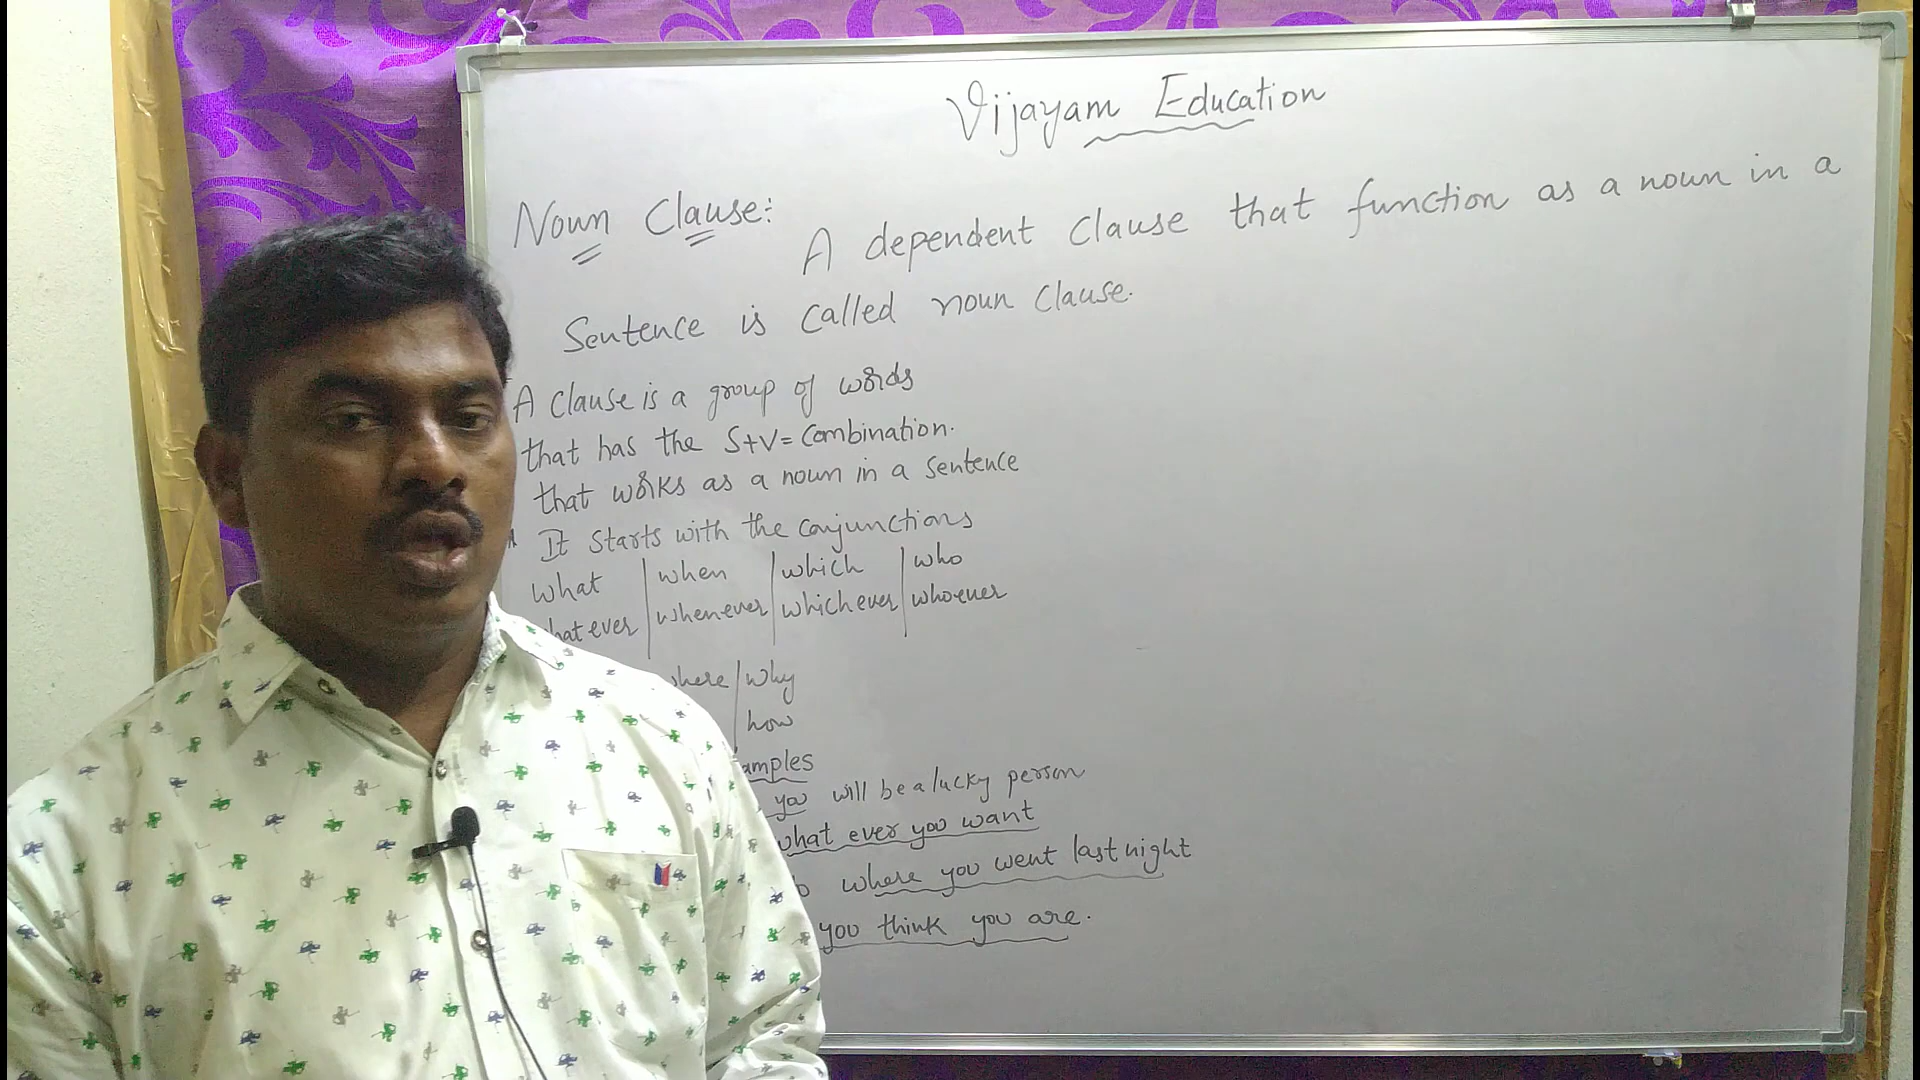 Vijayam Education
Noun Clause:
A dependent clause that function as a noun in a
Sentence is called noun clause.
A clause is a group of words
that has the S+V= Combination.
that works as a noun in a sentence
It starts with the conjunctions
what | when | which | who
hatever | whenever | whichever | whoever
here | why
how
amples
you will be a lucky person
what ever you want
where you went last night
you think you are.